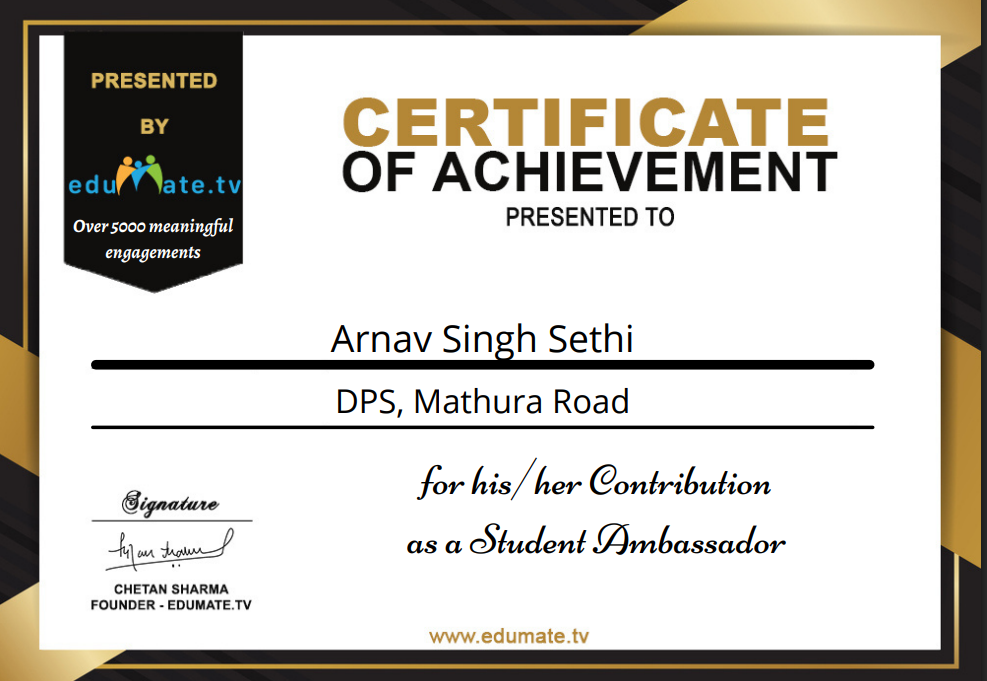 PRESENTED
BY
edumate.tv
Over 5000 meaningful
engagements
CERTIFICATE
OF ACHIEVEMENT
PRESENTED TO
Arnav Singh Sethi
DPS, Mathura Road
for his/her Contribution
as a Student Ambassador
Signature
CHETAN SHARMA
FOUNDER - EDUMATE.TV
www.edumate.tv